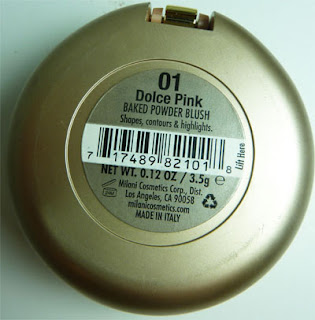 01
Dolce Pink
BAKED POWDER BLUSH
Shapes, contours & highlights.
7 17489 82101 8
Lift Here
NET WT. 0.12 OZ / 3.5g e
Milani Cosmetics Corp., Dist.
Los Angeles, CA 90058
milanicosmetics.com
MADE IN ITALY